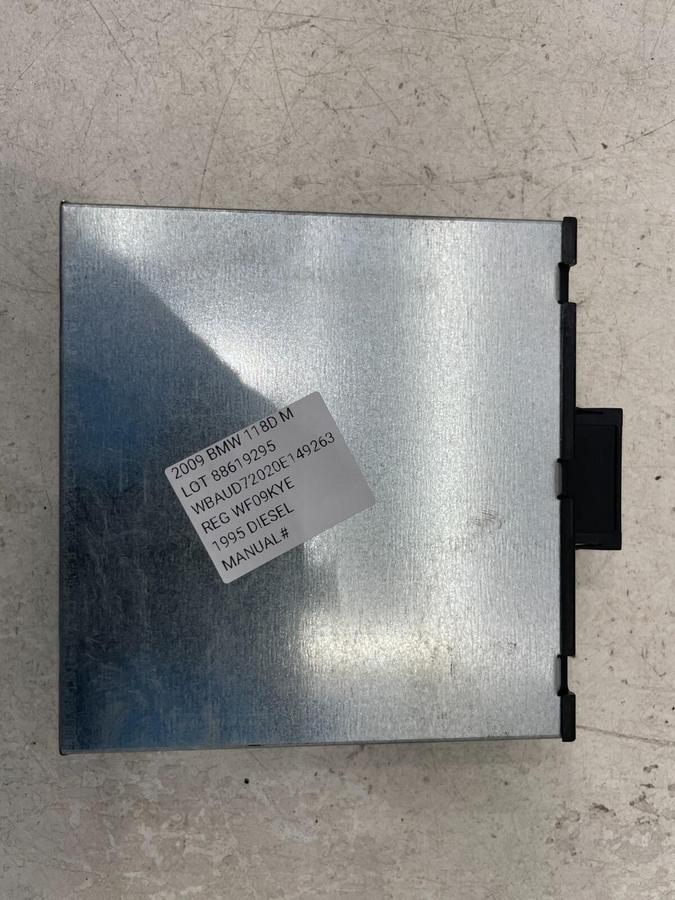 2009 BMW 118D M
LOT 88619295
WBAUD72020E149263
REG WF09KYE
1995 DIESEL
MANUAL#